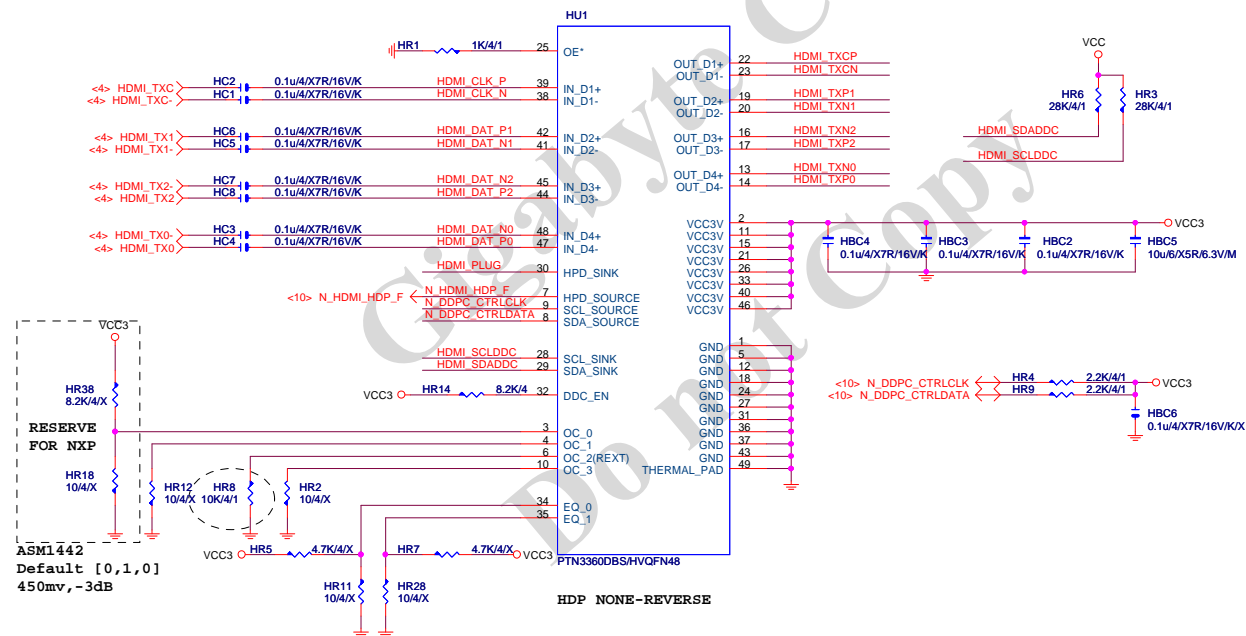 HU1
HR1 1K/4/1 25 OE*
22 OUT_D1+ HDMI_TXCP
23 OUT_D1- HDMI_TXCN
<4> HDMI_TXC HC2 0.1u/4/X7R/16V/K HDMI_CLK_P 39 IN_D1+
<4> HDMI_TXC- HC1 0.1u/4/X7R/16V/K HDMI_CLK_N 38 IN_D1-
OUT_D2+ 19 HDMI_TXP1
OUT_D2- 20 HDMI_TXN1
<4> HDMI_TX1 HC6 0.1u/4/X7R/16V/K HDMI_DAT_P1 42 IN_D2+
<4> HDMI_TX1- HC5 0.1u/4/X7R/16V/K HDMI_DAT_N1 41 IN_D2-
OUT_D3+ 16 HDMI_TXN2
OUT_D3- 17 HDMI_TXP2
<4> HDMI_TX2- HC7 0.1u/4/X7R/16V/K HDMI_DAT_N2 45 IN_D3+
<4> HDMI_TX2 HC8 0.1u/4/X7R/16V/K HDMI_DAT_P2 44 IN_D3-
OUT_D4+ 13 HDMI_TXN0
OUT_D4- 14 HDMI_TXP0
<4> HDMI_TX0- HC3 0.1u/4/X7R/16V/K HDMI_DAT_N0 48 IN_D4+
<4> HDMI_TX0 HC4 0.1u/4/X7R/16V/K HDMI_DAT_P0 47 IN_D4-
VCC
HR6 28K/4/1
HR3 28K/4/1
HDMI_SDADDC
HDMI_SCLDDC
VCC3V 2
VCC3V 11
VCC3V 15
VCC3V 21
VCC3V 26
VCC3V 33
VCC3V 40
VCC3V 46
VCC3
HBC4 0.1u/4/X7R/16V/K
HBC3 0.1u/4/X7R/16V/K
HBC2 0.1u/4/X7R/16V/K
HBC5 10u/6/X5R/6.3V/M
HDMI_PLUG 30 HPD_SINK
<10> N_HDMI_HDP_F N_HDMI_HDP_F 7 HPD_SOURCE
N_DDPC_CTRLCLK 9 SCL_SOURCE
N_DDPC_CTRLDATA 8 SDA_SOURCE
HDMI_SCLDDC 28 SCL_SINK
HDMI_SDADDC 29 SDA_SINK
VCC3 HR14 8.2K/4 32 DDC_EN
GND 1
GND 5
GND 12
GND 18
GND 24
GND 27
GND 31
GND 36
GND 37
GND 43
THERMAL_PAD 49
<10> N_DDPC_CTRLCLK HR4 2.2K/4/1 VCC3
<10> N_DDPC_CTRLDATA HR9 2.2K/4/1
HBC6
0.1u/4/X7R/16V/K/X
VCC3
HR38
8.2K/4/X
RESERVE
FOR NXP
HR18
10/4/X
3 OC_0
4 OC_1
6 OC_2(REXT)
10 OC_3
HR12 10/4/X
HR8 10K/4/1
HR2 10/4/X
34 EQ_0
35 EQ_1
VCC3 HR5 4.7K/4/X
HR7 4.7K/4/X VCC3
HR11 10/4/X
HR28 10/4/X
ASM1442
Default [0,1,0]
450mv,-3dB
PTN3360DBS/HVQFN48
HDP NONE-REVERSE
Gigabyte C
Do not Copy